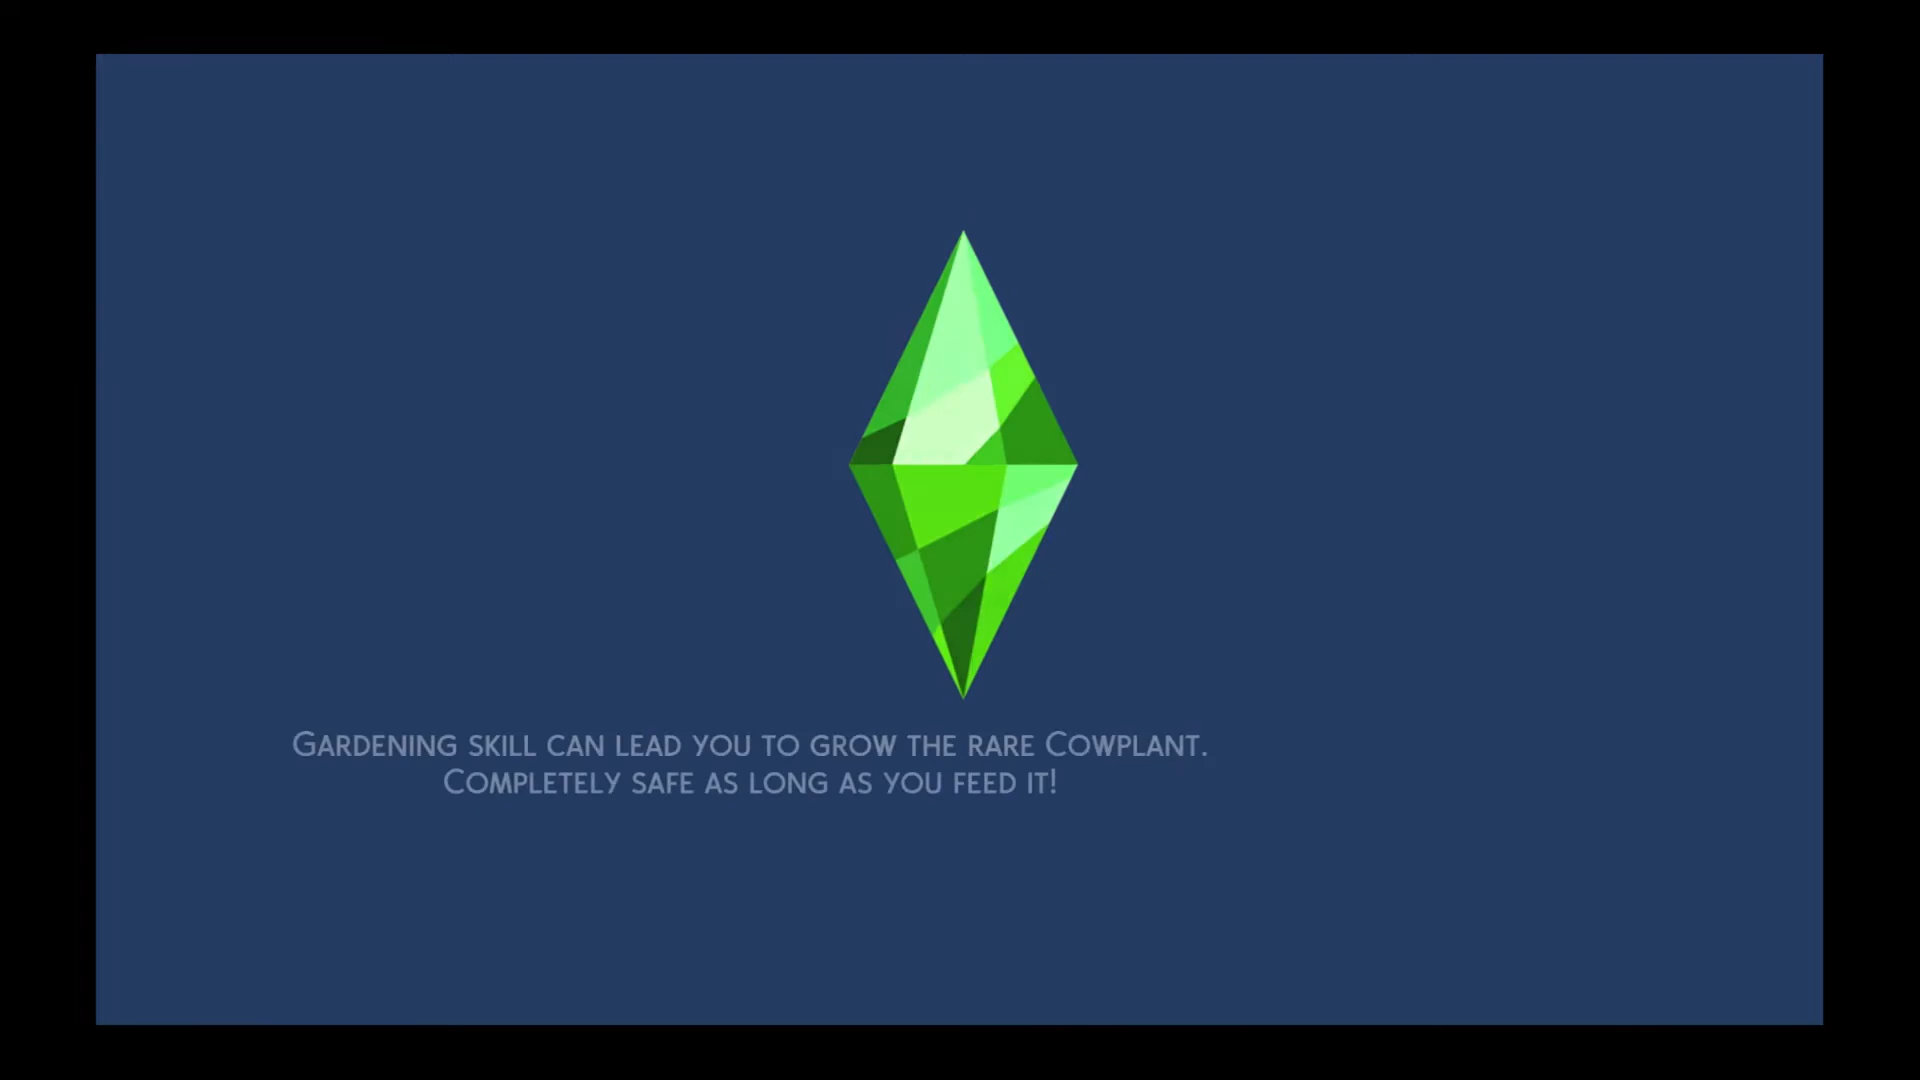 Gardening skill can lead you to grow the rare Cowplant.
Completely safe as long as you feed it!